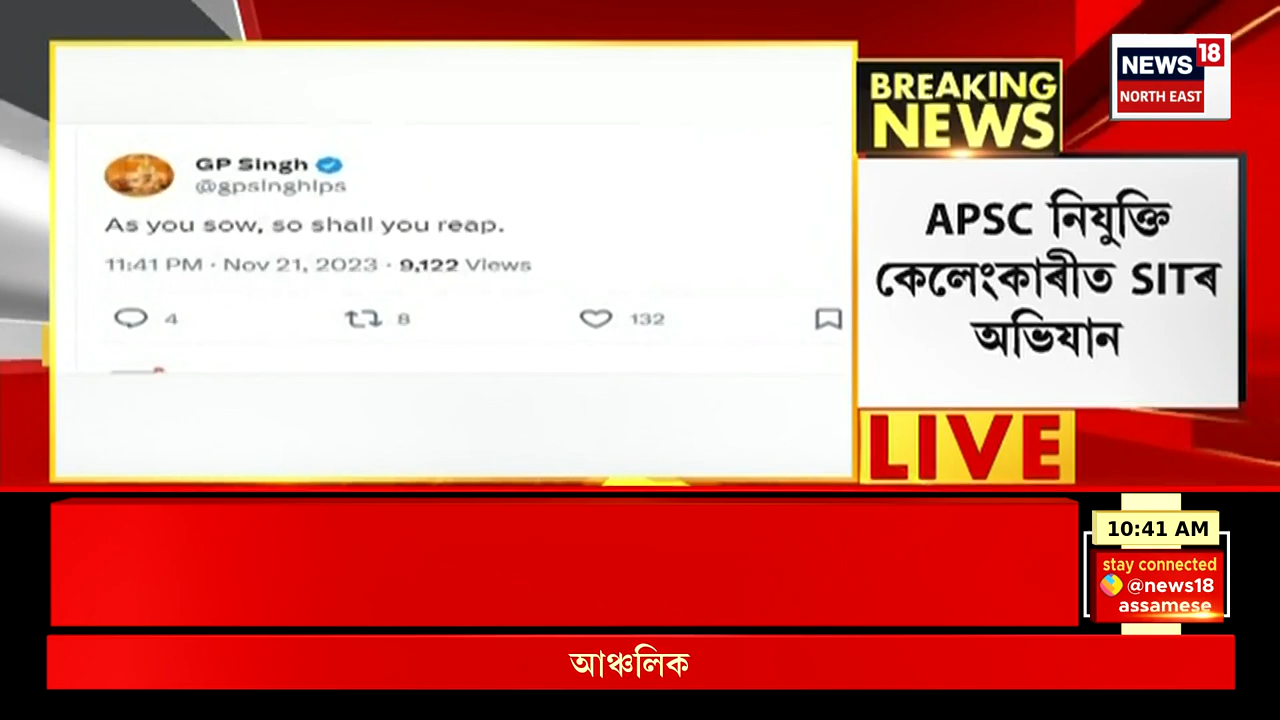 GP Singh
@gpsinghips
As you sow, so shall you reap.
11:41 PM · Nov 21, 2023 · 9,122 Views
4 8 132
BREAKING
NEWS
NEWS 18
NORTH EAST
APSC নিযুক্তি
কেলেংকাৰীত SITৰ
অভিযান
LIVE
10:41 AM
stay connected
@news18
assamese
আঞ্চলিক